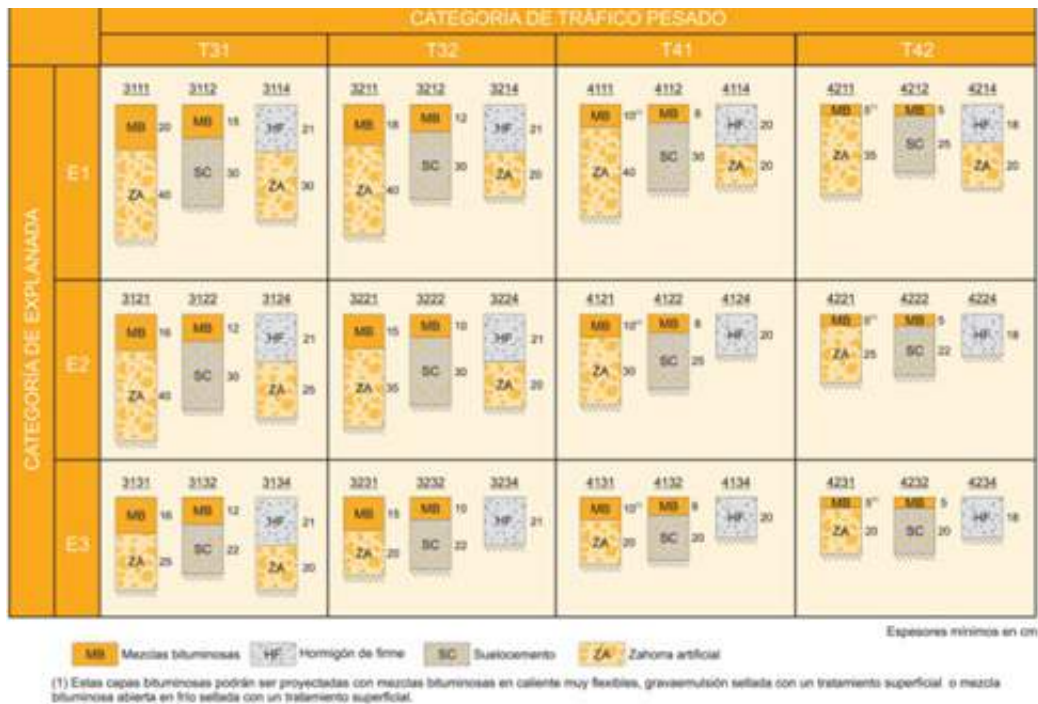 CATEGORÍA DE TRÁFICO PESADO
T31 T32 T41 T42
CATEGORÍA DE EXPLANADA
E1
3111 3112 3114 3211 3212 3214 4111 4112 4114 4211 4212 4214
MB 20 MB 15 HF 21 MB 18 MB 12 HF 21 MB 10(1) MB 8 HF 20 MB 5(1) MB 5 HF 18
ZA 40 SC 30 ZA 30 ZA 40 SC 30 ZA 20 ZA 40 SC 30 ZA 20 ZA 35 SC 25 ZA 20
E2
3121 3122 3124 3221 3222 3224 4121 4122 4124 4221 4222 4224
MB 16 MB 12 HF 21 MB 15 MB 10 HF 21 MB 10(1) MB 8 HF 20 MB 5(1) MB 5 HF 18
ZA 40 SC 30 ZA 25 ZA 35 SC 30 ZA 20 ZA 30 SC 25 ZA 25 SC 22
E3
3131 3132 3134 3231 3232 3234 4131 4132 4134 4231 4232 4234
MB 16 MB 12 HF 21 MB 15 MB 10 HF 21 MB 10(1) MB 8 HF 20 MB 5(1) MB 5 HF 18
ZA 25 SC 22 ZA 20 ZA 20 SC 22 ZA 20 SC 20 ZA 20 SC 20
Espesores mínimos en cm
MB Mezclas bituminosas HF Hormigón de firme SC Suelocemento ZA Zahorra artificial
(1) Estas capas bituminosas podrán ser proyectadas con mezclas bituminosas en caliente muy flexibles, gravaemulsión sellada con un tratamiento superficial o mezcla
bituminosa abierta en frío sellada con un tratamiento superficial.